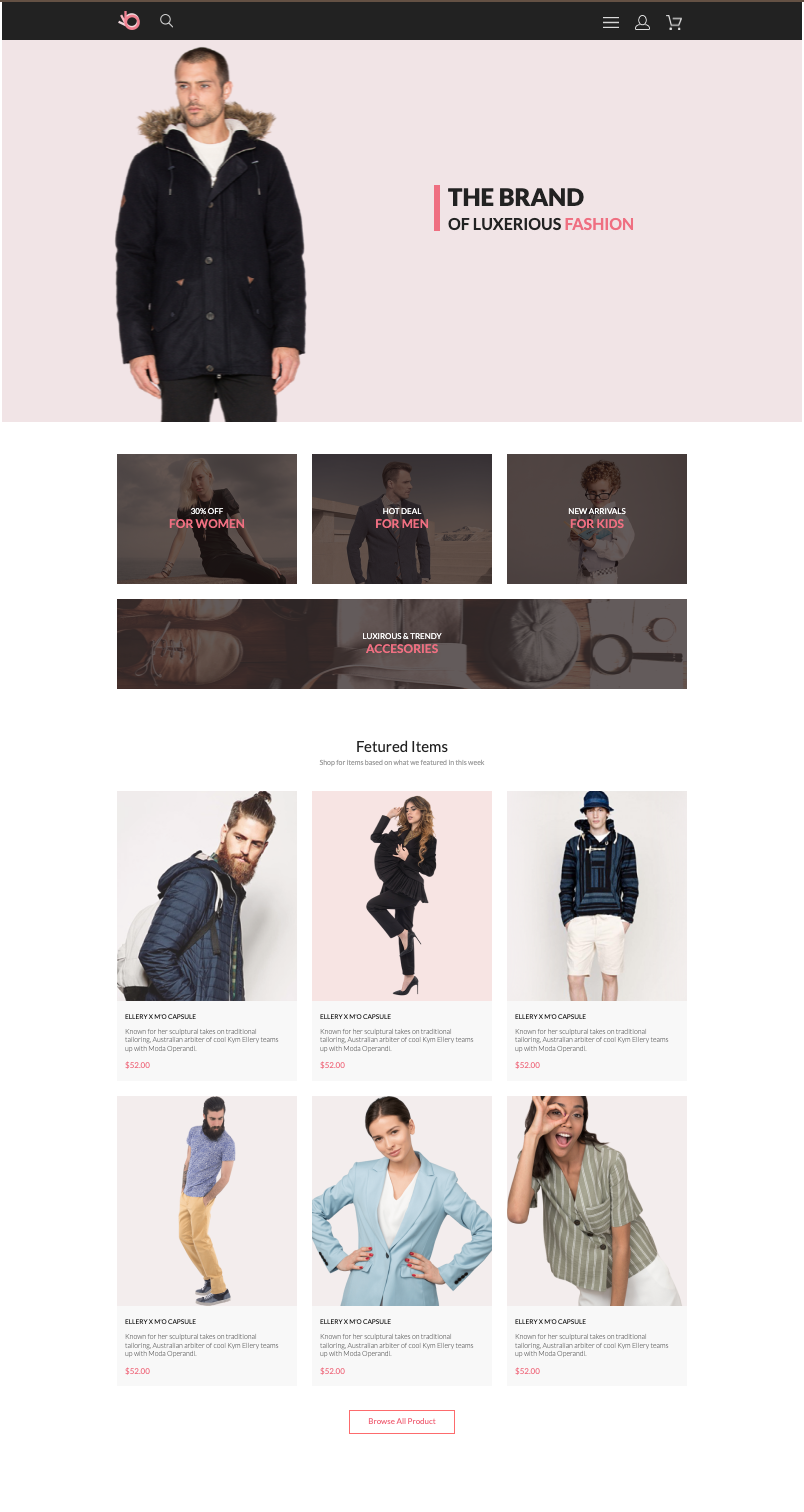 THE BRAND
OF LUXERIOUS FASHION
30% OFF
FOR WOMEN
HOT DEAL
FOR MEN
NEW ARRIVALS
FOR KIDS
LUXIROUS & TRENDY
ACCESORIES
Fetured Items
Shop for items based on what we featured in this week
ELLERY X M'O CAPSULE
Known for her sculptural takes on traditional
tailoring, Australian arbiter of cool Kym Ellery teams
up with Moda Operandi.
$52.00
ELLERY X M'O CAPSULE
Known for her sculptural takes on traditional
tailoring, Australian arbiter of cool Kym Ellery teams
up with Moda Operandi.
$52.00
ELLERY X M'O CAPSULE
Known for her sculptural takes on traditional
tailoring, Australian arbiter of cool Kym Ellery teams
up with Moda Operandi.
$52.00
ELLERY X M'O CAPSULE
Known for her sculptural takes on traditional
tailoring, Australian arbiter of cool Kym Ellery teams
up with Moda Operandi.
$52.00
ELLERY X M'O CAPSULE
Known for her sculptural takes on traditional
tailoring, Australian arbiter of cool Kym Ellery teams
up with Moda Operandi.
$52.00
ELLERY X M'O CAPSULE
Known for her sculptural takes on traditional
tailoring, Australian arbiter of cool Kym Ellery teams
up with Moda Operandi.
$52.00
Browse All Product